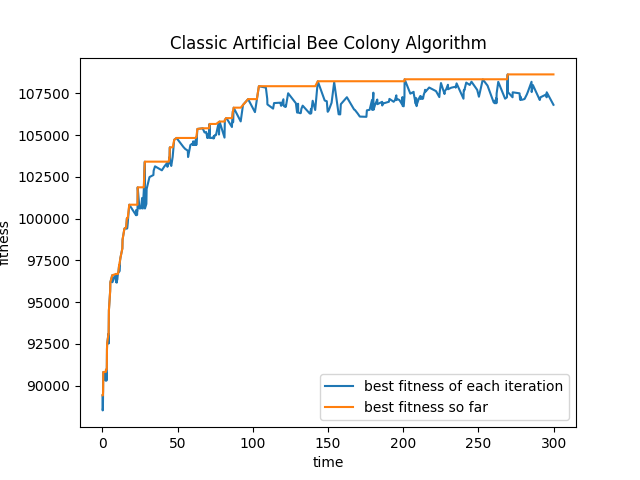 Classic Artificial Bee Colony Algorithm
107500
105000
102500
100000
97500
95000
92500
90000
fitness
0 50 100 150 200 250 300
time
best fitness of each iteration
best fitness so far